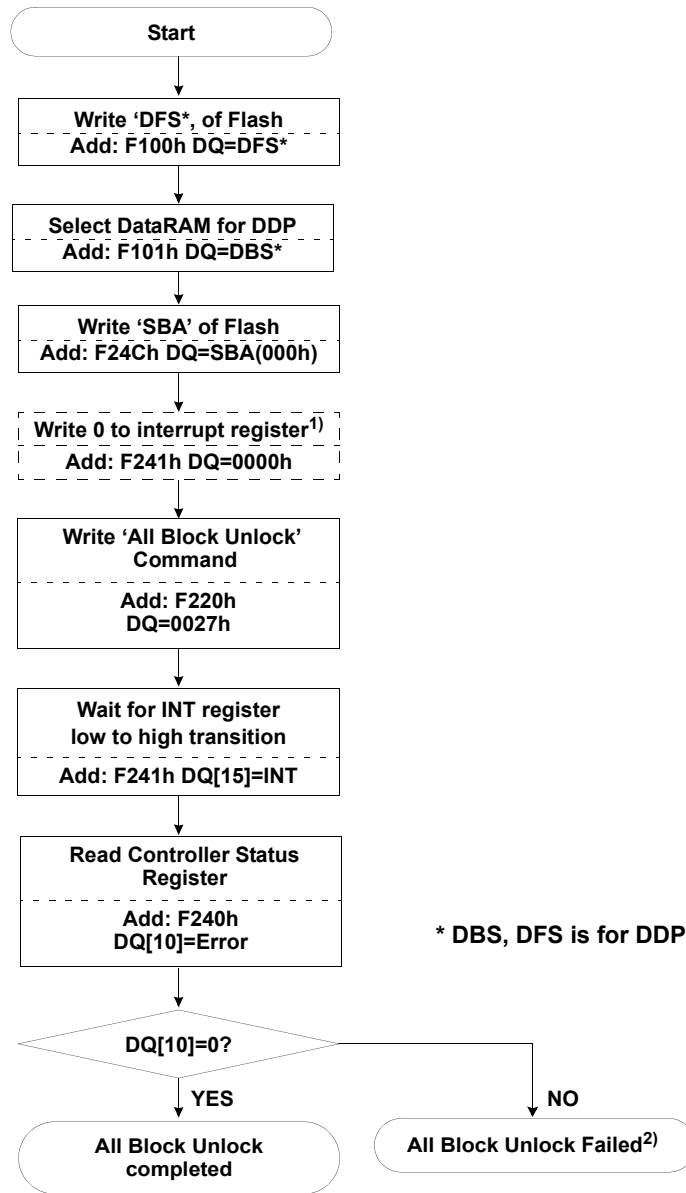 Start
Write ‘DFS*, of Flash
Add: F100h DQ=DFS*
Select DataRAM for DDP
Add: F101h DQ=DBS*
Write ‘SBA’ of Flash
Add: F24Ch DQ=SBA(000h)
Write 0 to interrupt register1)
Add: F241h DQ=0000h
Write ‘All Block Unlock’
Command
Add: F220h
DQ=0027h
Wait for INT register
low to high transition
Add: F241h DQ[15]=INT
Read Controller Status
Register
Add: F240h
DQ[10]=Error
* DBS, DFS is for DDP
DQ[10]=0?
YES
NO
All Block Unlock
completed
All Block Unlock Failed2)